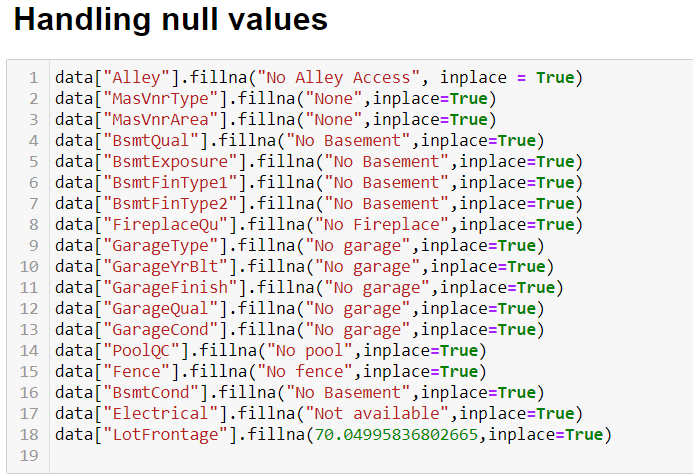 Handling null values
1 data["Alley"].fillna("No Alley Access", inplace = True)
2 data["MasVnrType"].fillna("None",inplace=True)
3 data["MasVnrArea"].fillna("None",inplace=True)
4 data["BsmtQual"].fillna("No Basement",inplace=True)
5 data["BsmtExposure"].fillna("No Basement",inplace=True)
6 data["BsmtFinType1"].fillna("No Basement",inplace=True)
7 data["BsmtFinType2"].fillna("No Basement",inplace=True)
8 data["FireplaceQu"].fillna("No Fireplace",inplace=True)
9 data["GarageType"].fillna("No garage",inplace=True)
10 data["GarageYrBlt"].fillna("No garage",inplace=True)
11 data["GarageFinish"].fillna("No garage",inplace=True)
12 data["GarageQual"].fillna("No garage",inplace=True)
13 data["GarageCond"].fillna("No garage",inplace=True)
14 data["PoolQC"].fillna("No pool",inplace=True)
15 data["Fence"].fillna("No fence",inplace=True)
16 data["BsmtCond"].fillna("No Basement",inplace=True)
17 data["Electrical"].fillna("Not available",inplace=True)
18 data["LotFrontage"].fillna(70.04995836802665,inplace=True)
19